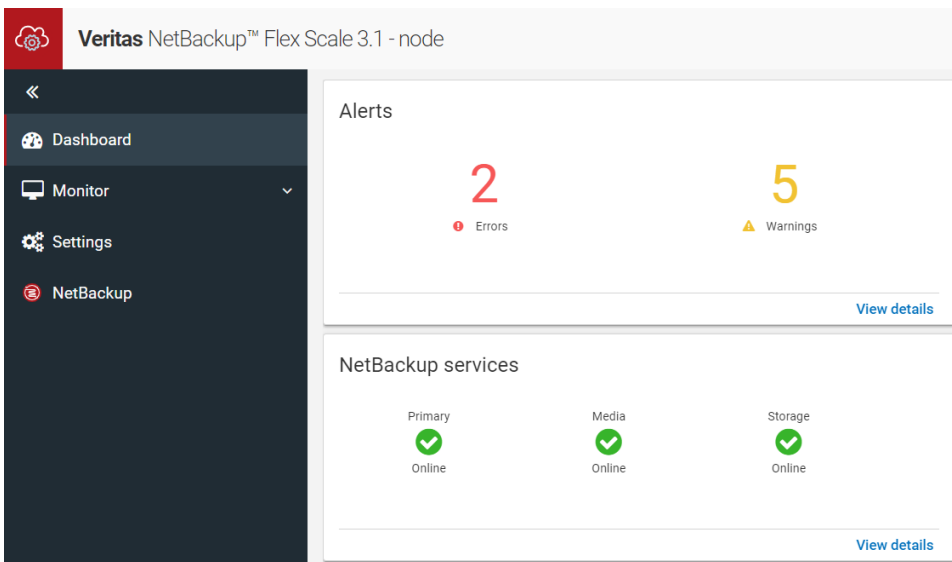 Veritas NetBackup™ Flex Scale 3.1 - node
Dashboard
Monitor
Settings
NetBackup
Alerts
2
5
Errors
Warnings
View details
NetBackup services
Primary
Media
Storage
Online
Online
Online
View details